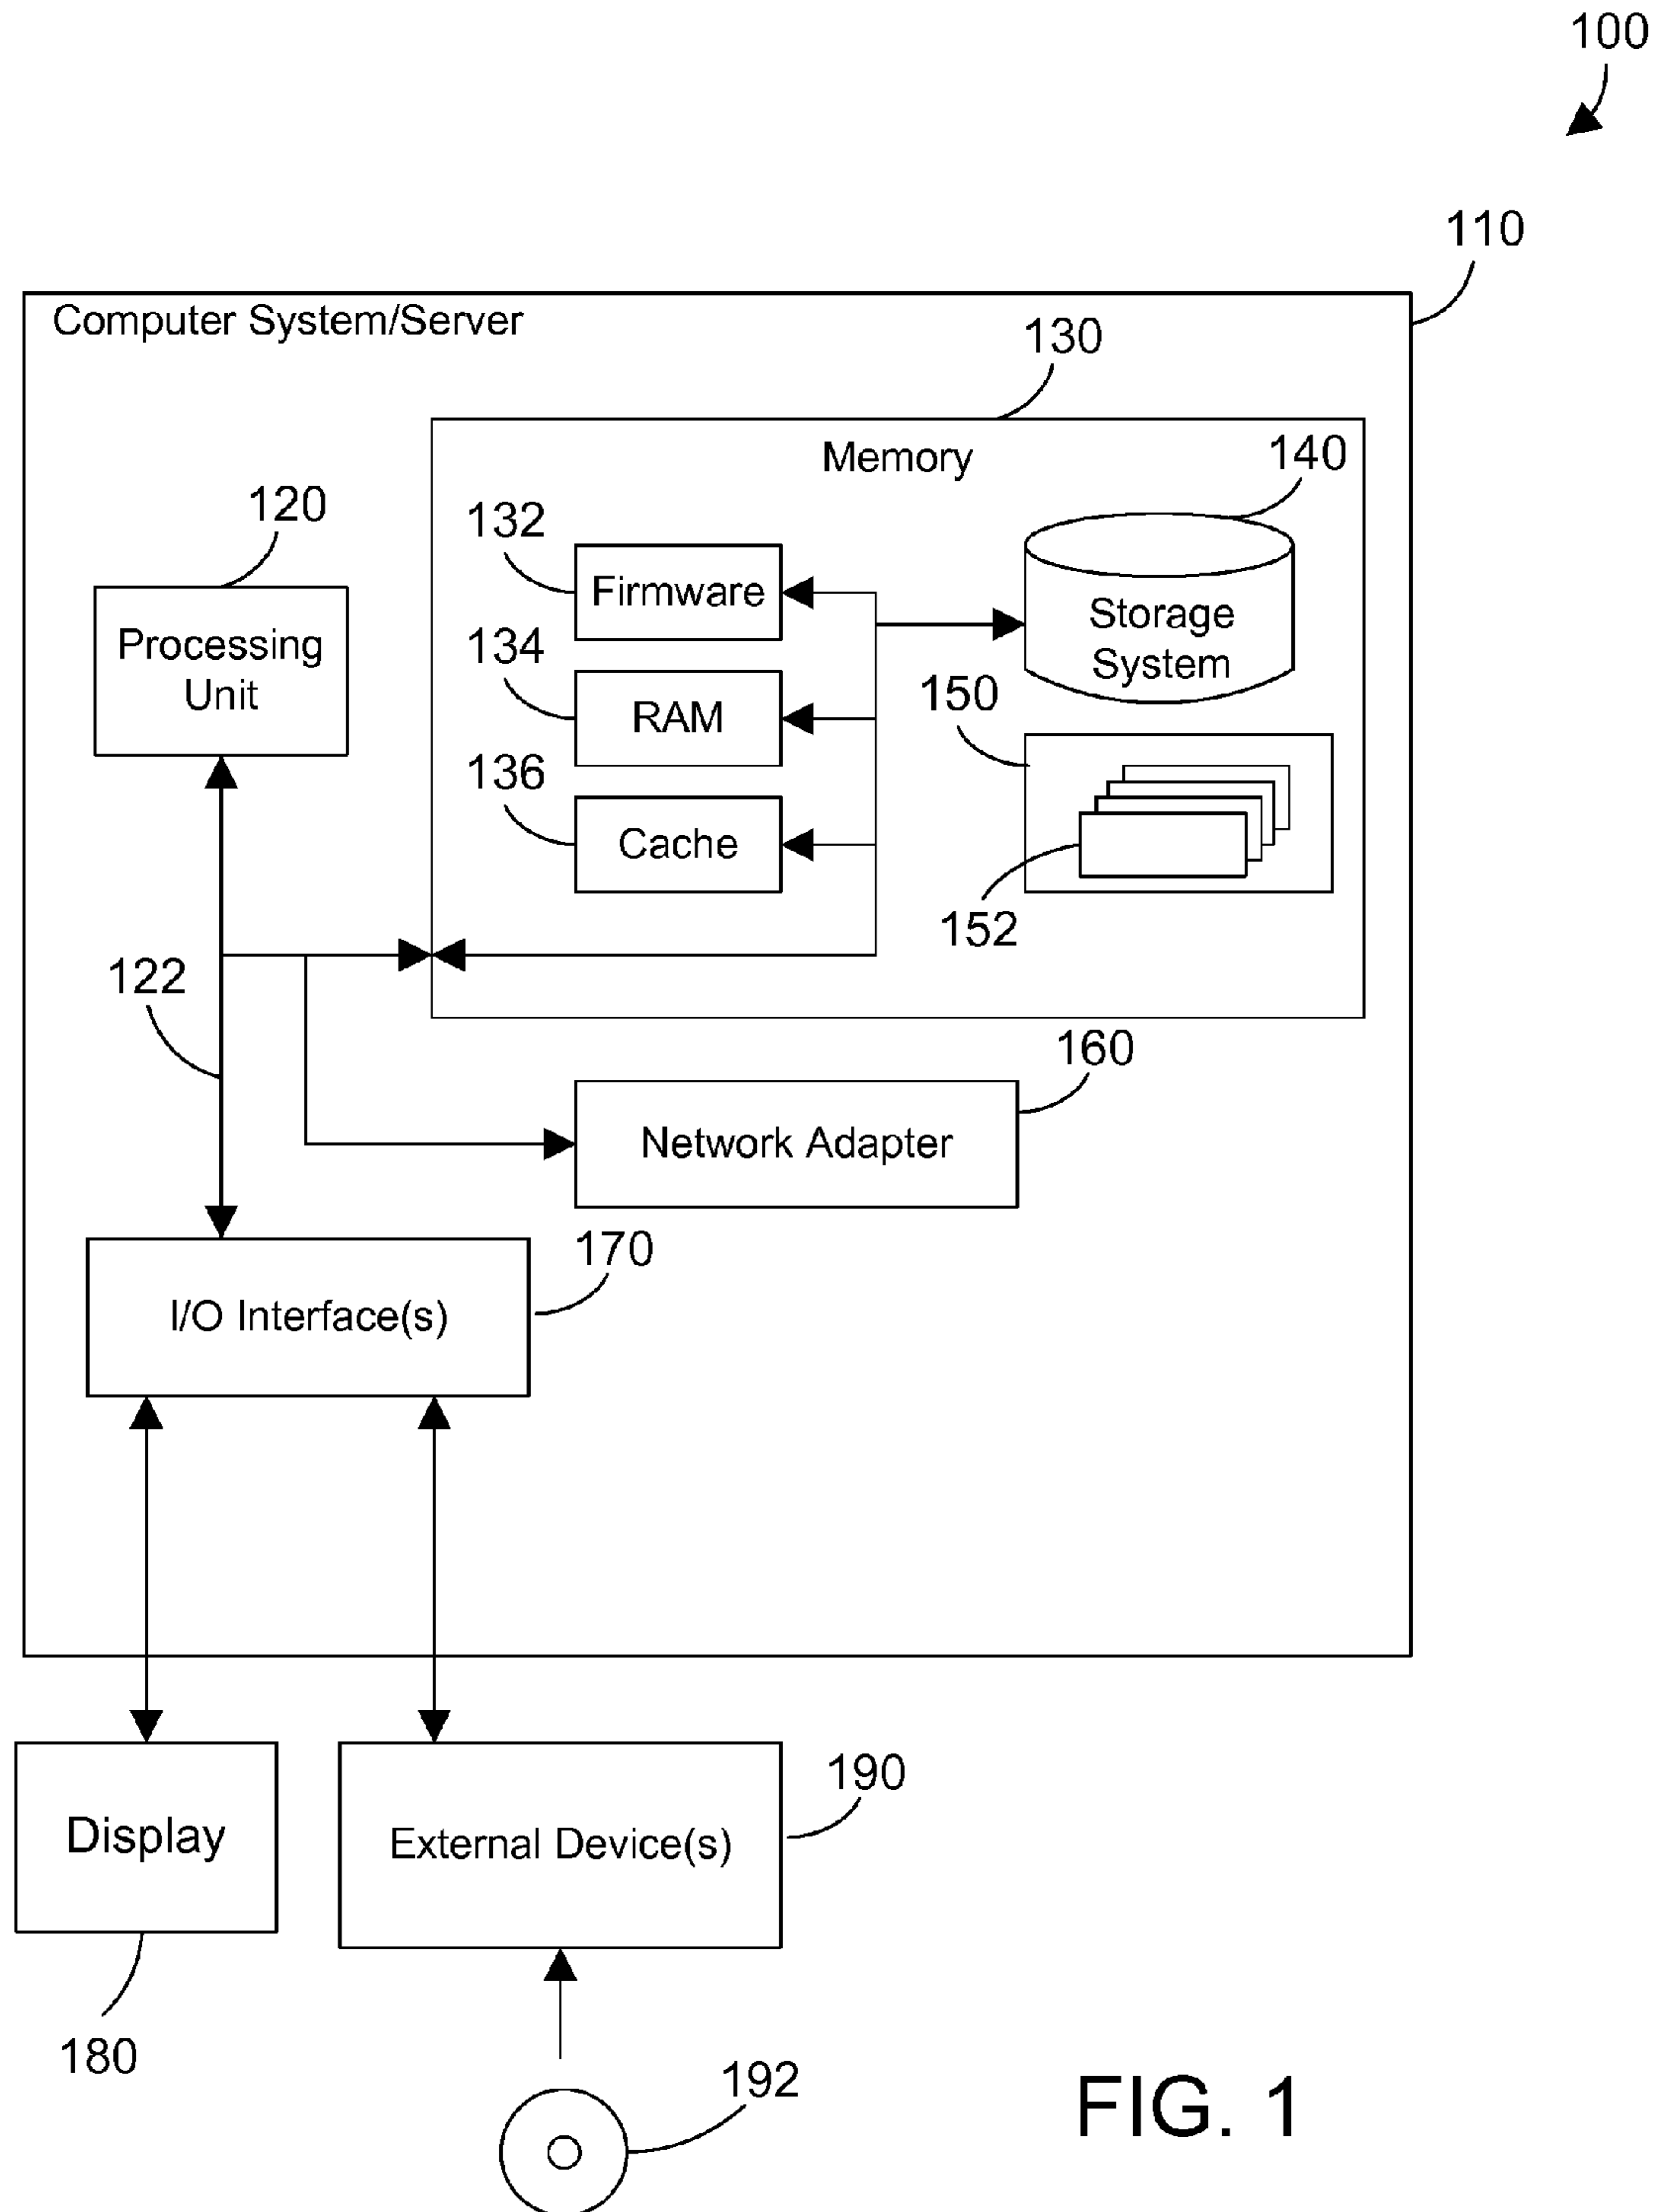 100
110
Computer System/Server
130
Memory
140
120
132
Firmware
Storage
System
Processing
Unit
134
RAM
150
136
Cache
152
122
160
Network Adapter
170
I/O Interface(s)
190
Display
External Device(s)
180
192
FIG. 1